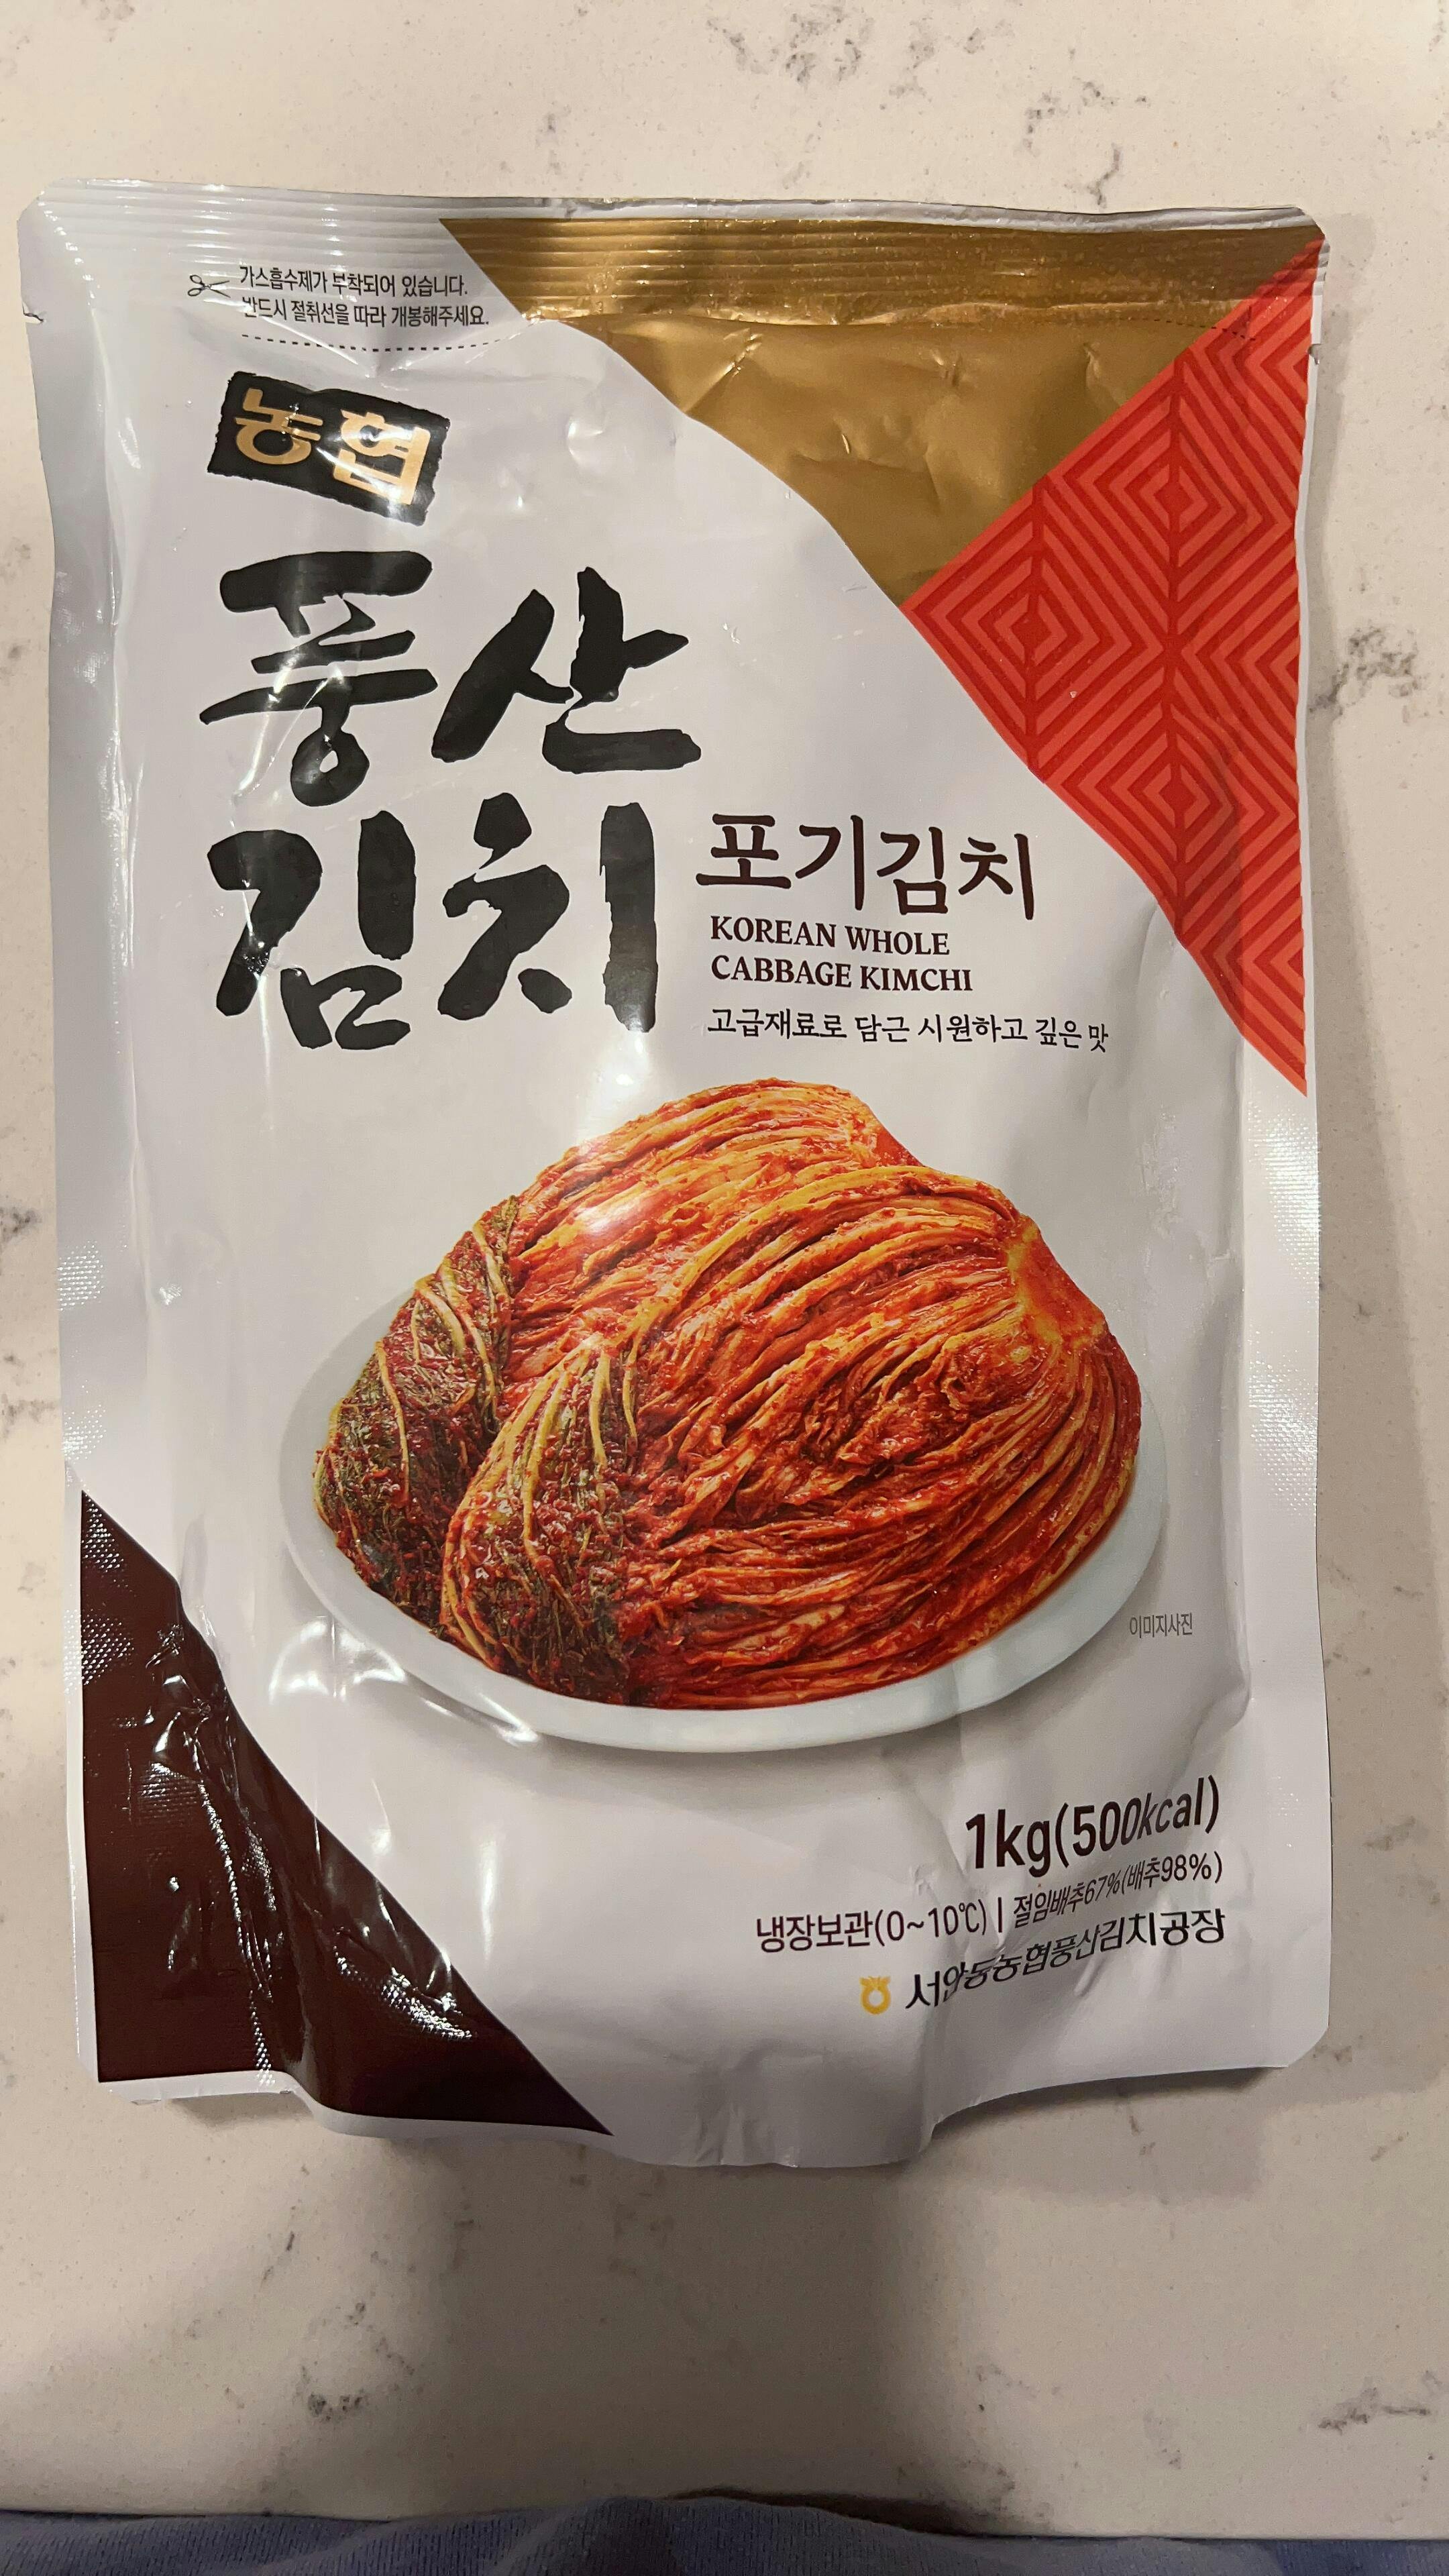 가스흡수제가 부착되어 있습니다.
반드시 절취선을 따라 개봉해주세요.
농협
풍산
김치
포기김치
KOREAN WHOLE
CABBAGE KIMCHI
고급재료로 담근 시원하고 깊은 맛
이미지사진
1kg(500kcal)
냉장보관(0~10℃) | 절임배추67%(배추98%)
서안동농협풍산김치공장